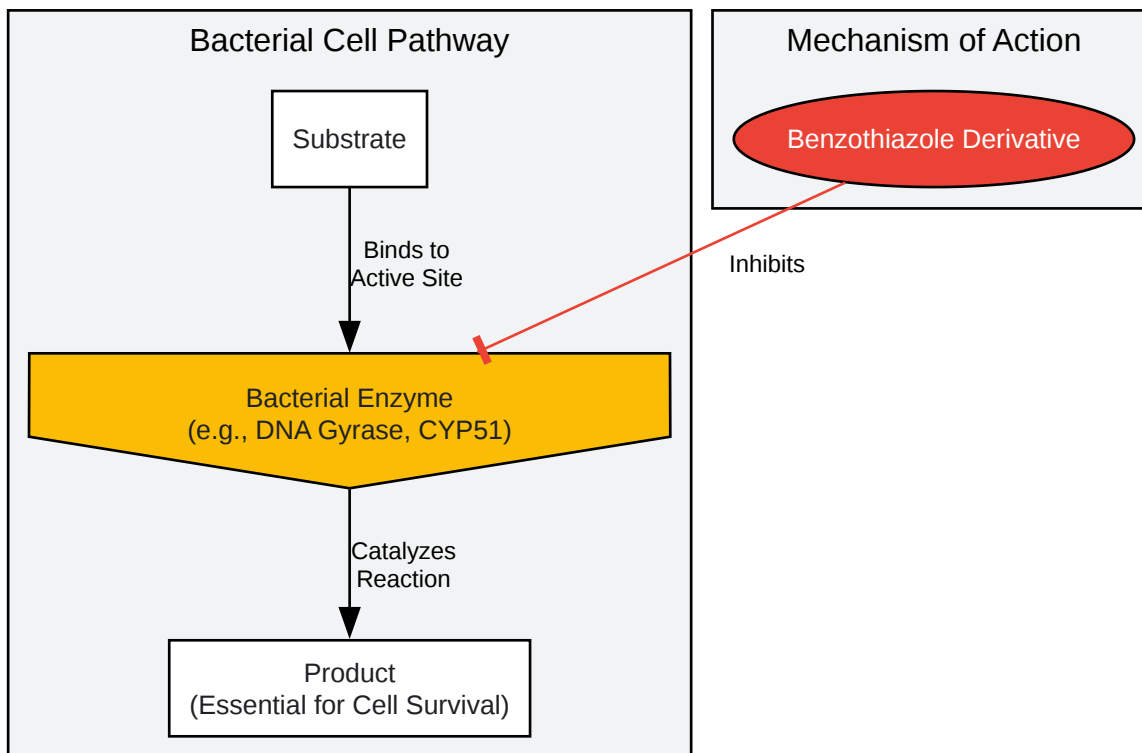 Bacterial Cell Pathway
Mechanism of Action
Substrate
Benzothiazole Derivative
Binds to
Active Site
Inhibits
Bacterial Enzyme
(e.g., DNA Gyrase, CYP51)
Catalyzes
Reaction
Product
(Essential for Cell Survival)